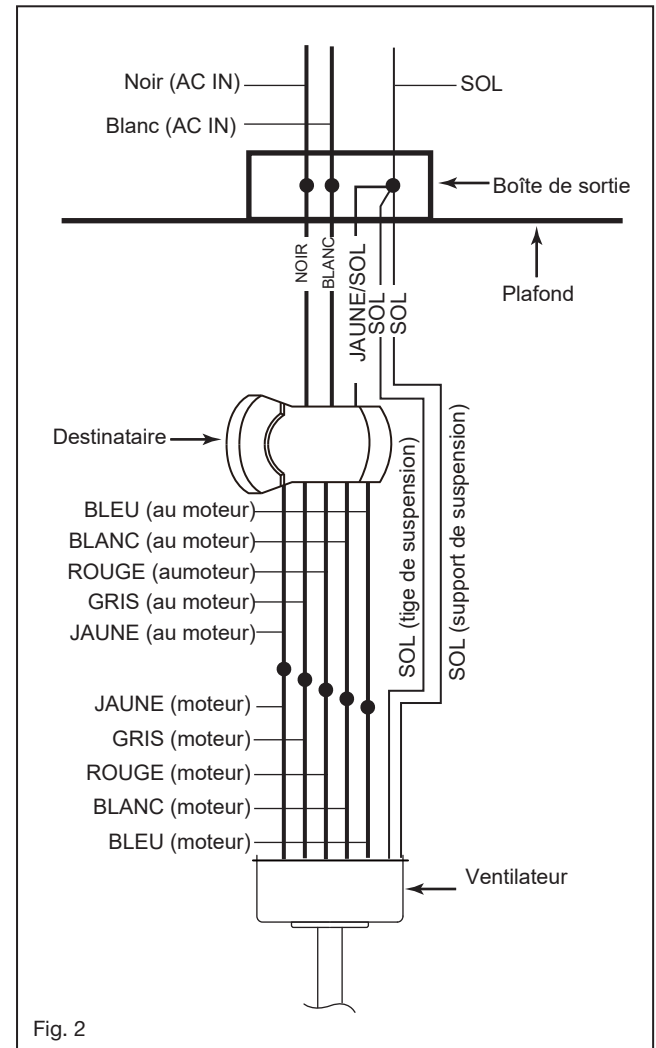 Noir (AC IN)
SOL
Blanc (AC IN)
Boîte de sortie
NOIR
BLANC
JAUNE/SOL
SOL
SOL
Plafond
Destinataire
BLEU (au moteur)
BLANC (au moteur)
ROUGE (aumoteur)
GRIS (au moteur)
JAUNE (au moteur)
SOL (tige de suspension)
SOL (support de suspension)
JAUNE (moteur)
GRIS (moteur)
ROUGE (moteur)
BLANC (moteur)
BLEU (moteur)
Ventilateur
Fig. 2